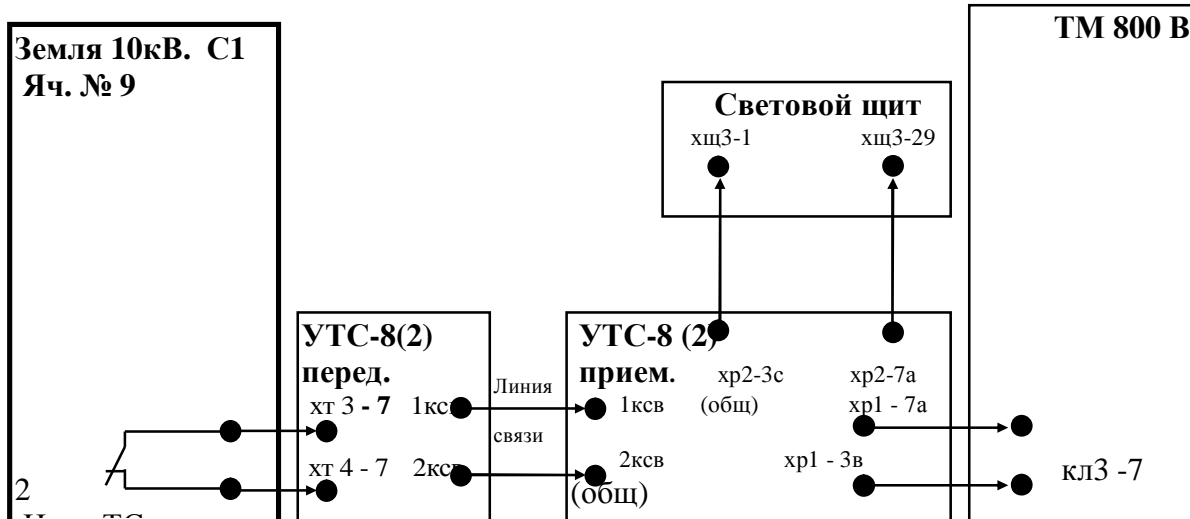 Земля 10кВ. С1
Яч. № 9
2
УТС-8(2)
перед.
хт 3 - 7 1ксв
хт 4 - 7 2ксв
Линия
связи
УТС-8 (2)
прием.
1ксв
2ксв
(общ)
хр2-3с
(общ)
хр2-7а
хр1 - 7а
хр1 - 3в
Световой щит
хщ3-1
хщ3-29
ТМ 800 В
кл3 -7